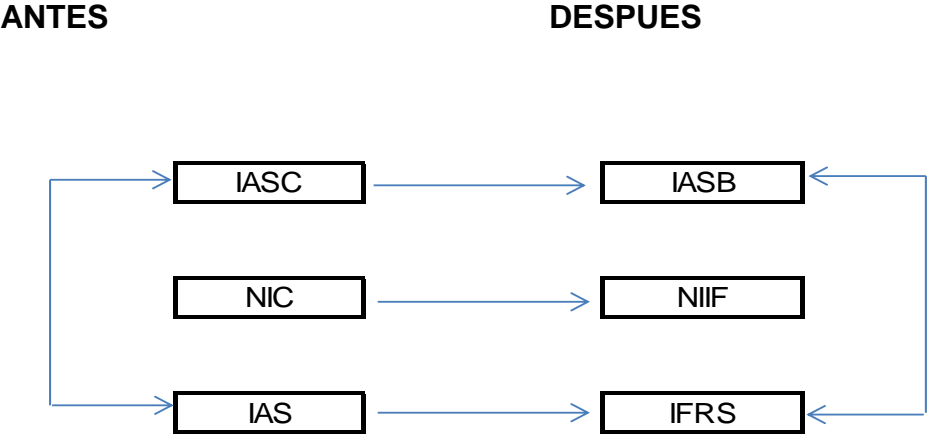 ANTES DESPUES
IASC IASB
NIC NIIF
IAS IFRS